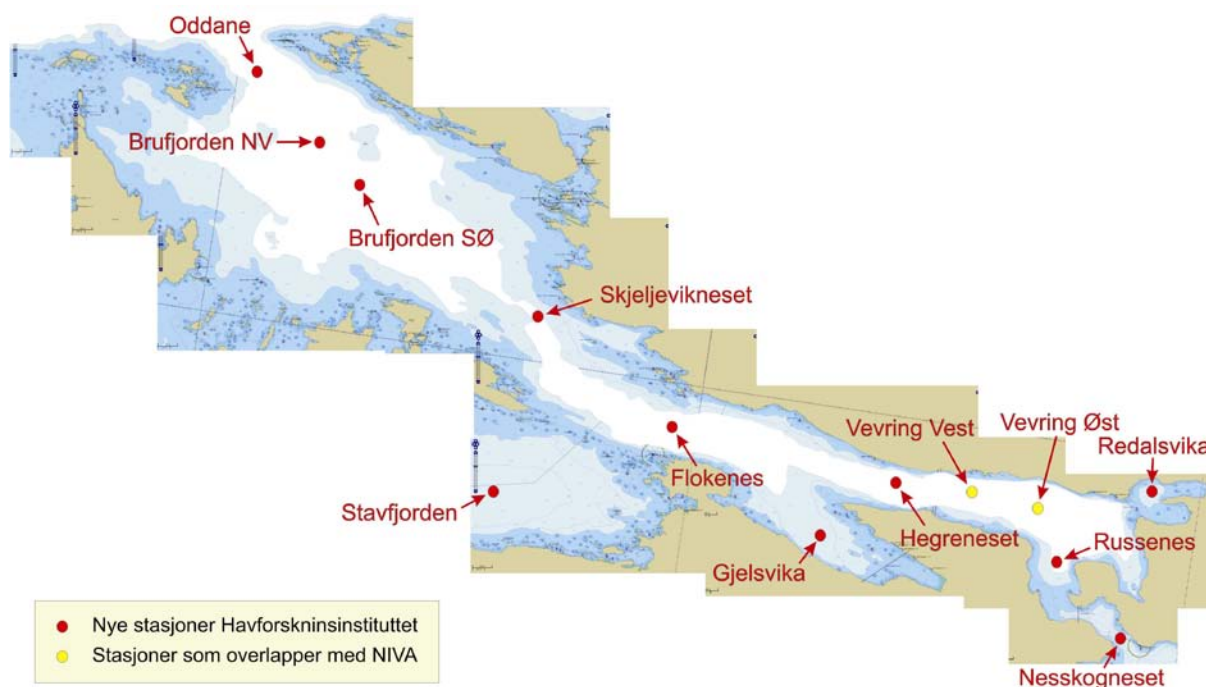 Oddane
Brufjorden NV
Brufjorden SØ
Skjeljevikneset
Vevring Vest
Vevring Øst
Redalsvika
Flokenes
Stavfjorden
Hegreneset
Russenes
Gjelsvika
Nesskogneset
Nye stasjoner Havforskninsinstituttet
Stasjoner som overlapper med NIVA